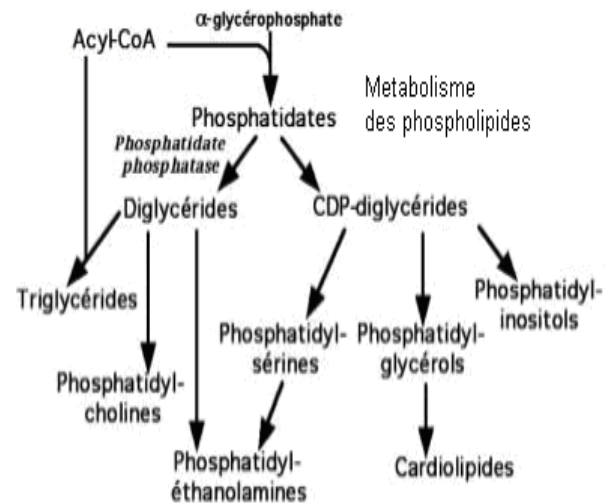 α-glycérophosphate
Acyl-CoA
Metabolisme
des phospholipides
Phosphatidates
Phosphatidate
phosphatase
Diglycérides
CDP-diglycérides
Triglycérides
Phosphatidyl-
inositols
Phosphatidyl-
sérines
Phosphatidyl-
glycérols
Phosphatidyl-
cholines
Phosphatidyl-
éthanolamines
Cardiolipides